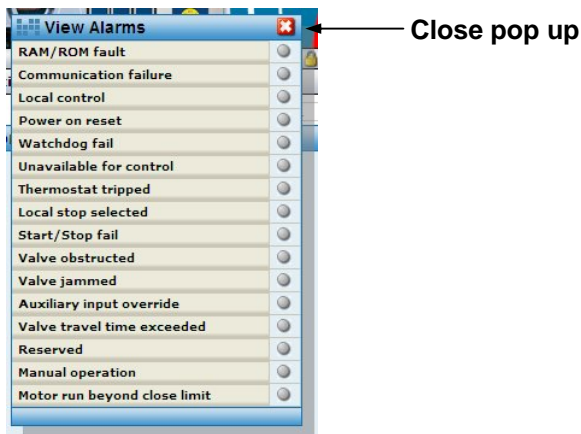 View Alarms
Close pop up
RAM/ROM fault
Communication failure
Local control
Power on reset
Watchdog fail
Unavailable for control
Thermostat tripped
Local stop selected
Start/Stop fail
Valve obstructed
Valve jammed
Auxiliary input override
Valve travel time exceeded
Reserved
Manual operation
Motor run beyond close limit